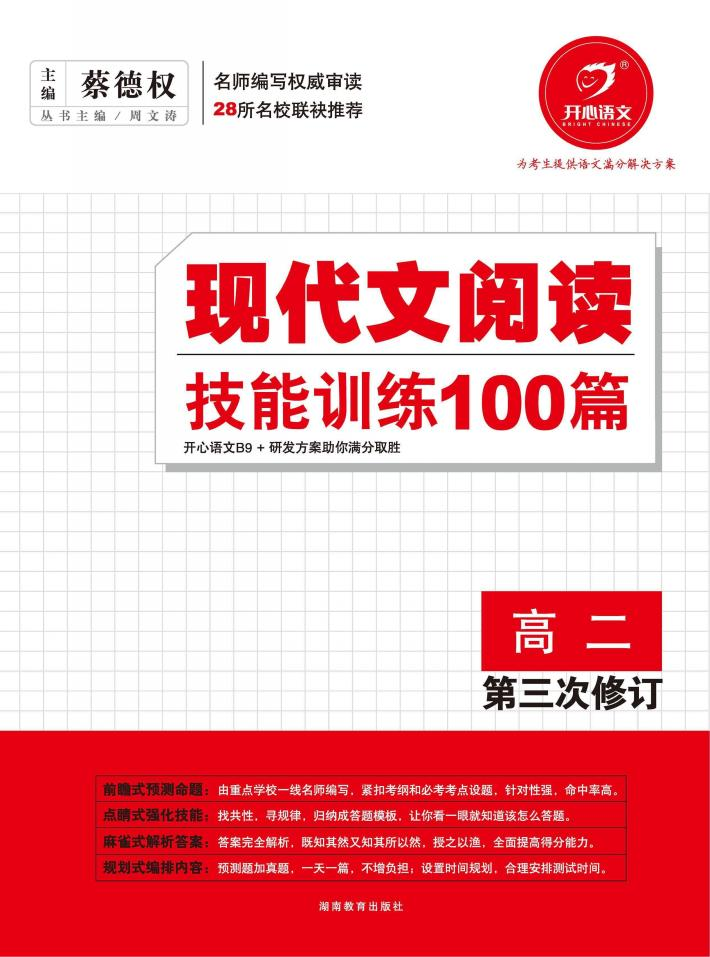 主编
蔡德权
丛书主编/周文涛
名师编写权威审读
28所名校联袂推荐
®
开心语文
BRIGHT CHINESE
为考生提供语文满分解决方案
现代文阅读
技能训练100篇
开心语文B9 + 研发方案助你满分取胜
高二
第三次修订
前瞻式预测命题：由重点学校一线名师编写，紧扣考纲和必考考点设题，针对性强，命中率高。
点睛式强化技能：找共性，寻规律，归纳成答题模板，让你看一眼就知道该怎么答题。
麻雀式解析答案：答案完全解析，既知其然又知其所以然，授之以渔，全面提高得分能力。
规划式编排内容：预测题加真题，一天一篇，不增负担；设置时间规划，合理安排测试时间。
湖南教育出版社